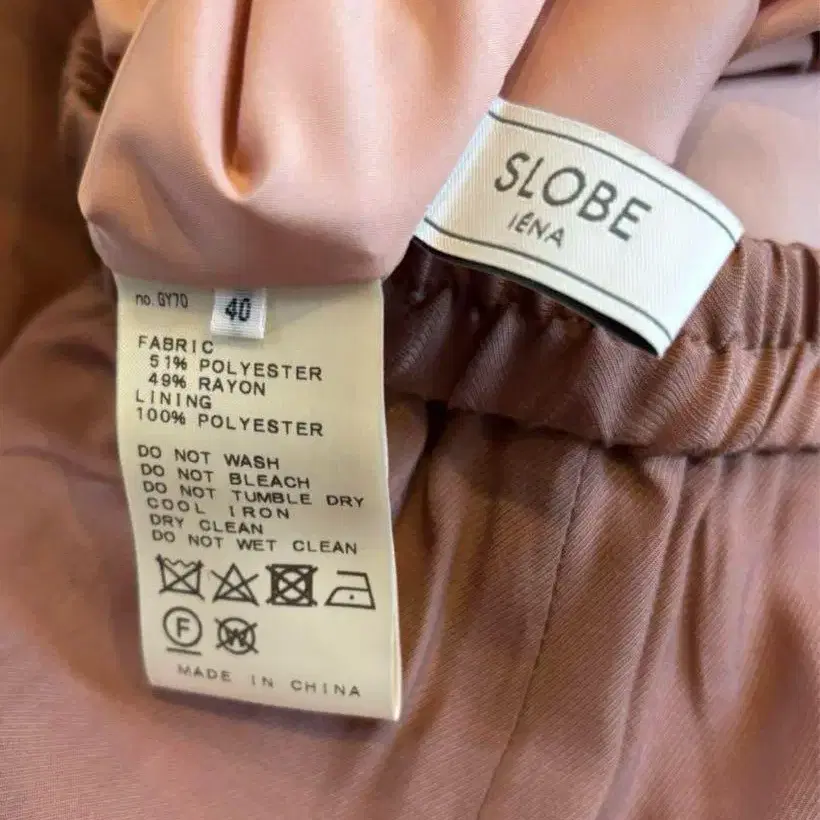 SLOBE
IÉNA
no. GY70
40
FABRIC
51% POLYESTER
49% RAYON
LINING
100% POLYESTER
DO NOT WASH
DO NOT BLEACH
DO NOT TUMBLE DRY
COOL IRON
DRY CLEAN
DO NOT WET CLEAN
F W
MADE IN CHINA